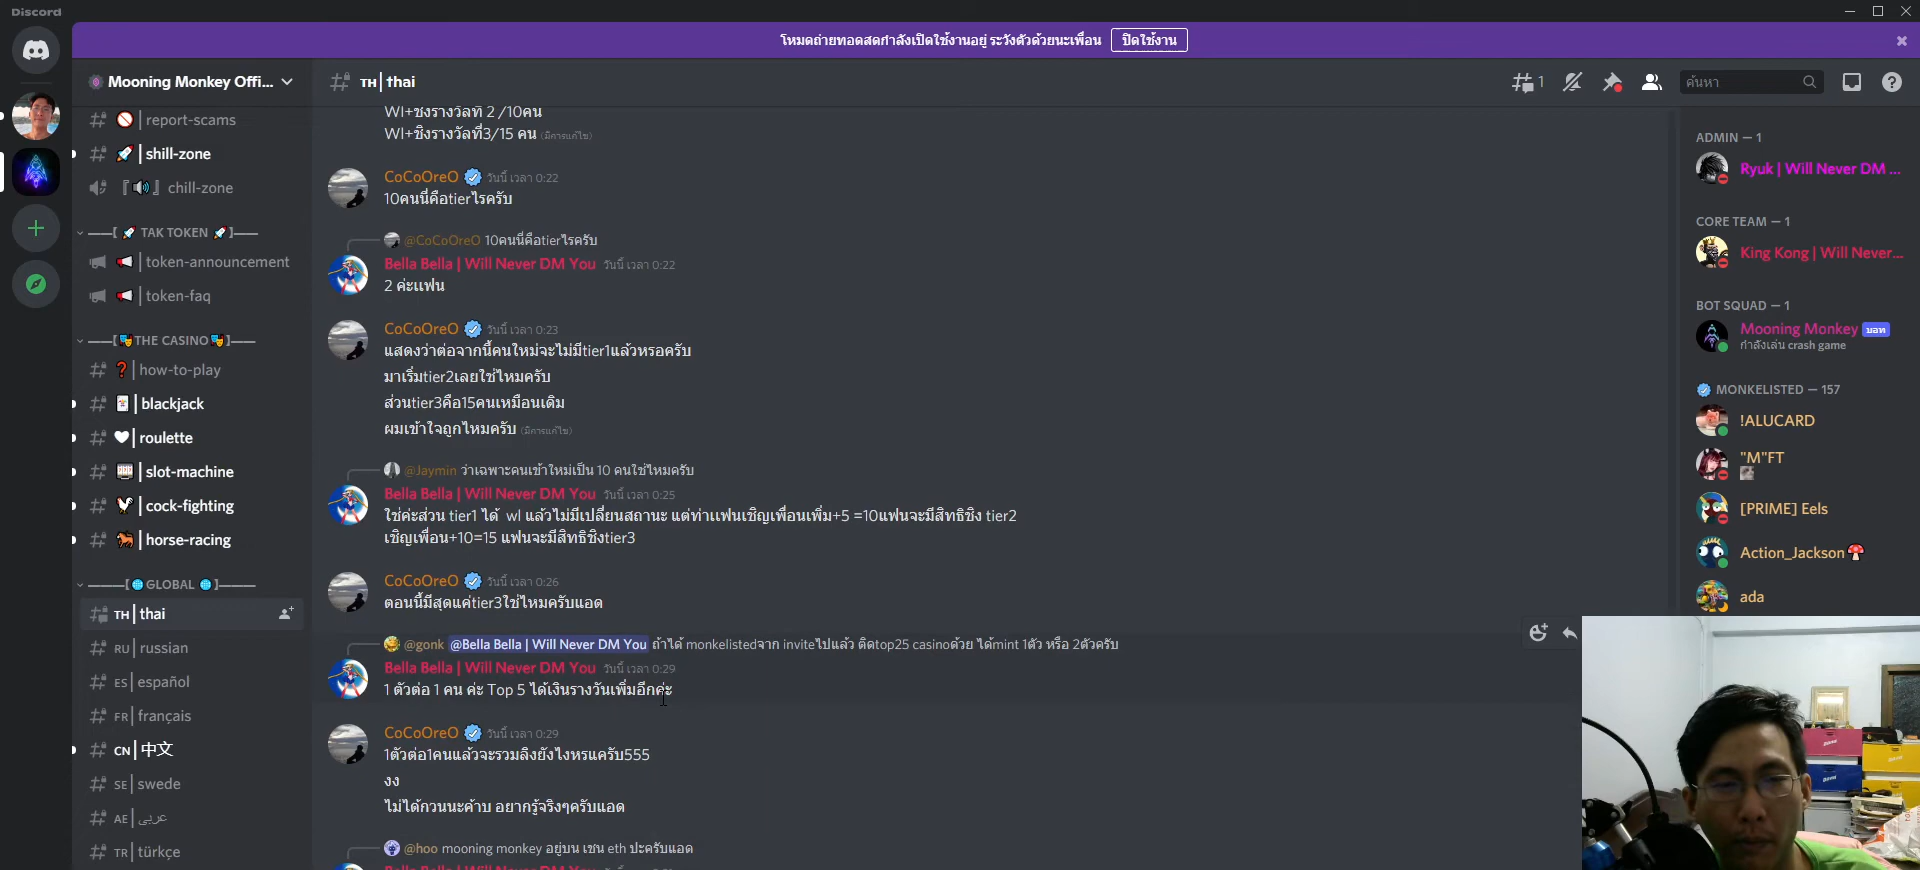 Discord
โหมดถ่ายทอดสดกำลังเปิดใช้งานอยู่ ระวังตัวด้วยนะเพื่อน ปิดใช้งาน
Mooning Monkey Offi...
TH | thai
1
ค้นหา
report-scams
shill-zone
『🔊』 chill-zone
——[ 🚀 TAK TOKEN 🚀 ]——
token-announcement
token-faq
——[🎭THE CASINO🎭]——
how-to-play
blackjack
roulette
slot-machine
cock-fighting
horse-racing
———[🌐GLOBAL 🌐]———
TH | thai
RU | russian
ES | español
FR | français
CN | 中文
SE | swede
AE | عربى
TR | türkçe
Wl+ชิงรางวัลที่ 2 /10คน
WI+ชิงรางวัลที่3/15 คน (มีการแก้ไข)
CoCoOreO วันนี้ เวลา 0:22
10คนนี่คือtierไรครับ
@CoCoOreO 10คนนี่คือtierไรครับ
Bella Bella | Will Never DM You วันนี้ เวลา 0:22
2 ค่ะแฟน
CoCoOreO วันนี้ เวลา 0:23
แสดงว่าต่อจากนี้คนใหม่จะไม่มีtier1แล้วหรอครับ
มาเริ่มtier2เลยใช่ไหมครับ
ส่วนtier3คือ15คนเหมือนเดิม
ผมเข้าใจถูกไหมครับ (มีการแก้ไข)
@Jaymin ว่าเฉพาะคนเข้าใหม่เป็น 10 คนใช่ไหมครับ
Bella Bella | Will Never DM You วันนี้ เวลา 0:25
ใช่ค่ะส่วน tier1 ได้ wl แล้วไม่มีเปลี่ยนสถานะ แต่ท่าแฟนเชิญเพื่อนเพิ่ม+5 =10แฟนจะมีสิทธิชิง tier2
เชิญเพื่อน+10=15 แฟนจะมีสิทธิชิงtier3
CoCoOreO วันนี้ เวลา 0:26
ตอนนี้มีสุดแค่tier3ใช่ไหมครับแอด
@gonk @Bella Bella | Will Never DM You ถ้าได้ monkelistedจาก inviteไปแล้ว ติดtop25 casinoด้วย ได้mint 1ตัว หรือ 2ตัวครับ
Bella Bella | Will Never DM You วันนี้ เวลา 0:29
1 ตัวต่อ 1 คน ค่ะ Top 5 ได้เงินรางวันเพิ่มอีกค่ะ
CoCoOreO วันนี้ เวลา 0:29
1ตัวต่อ1คนแล้วจะรวมลิงยังไงหรแครับ555
งง
ไม่ได้กวนนะค้าบ อยากรู้จริงๆครับแอด
@hoo mooning monkey อยู่บน เชน eth ปะครับแอด
Bella Bella | Will Never DM You
ADMIN — 1
Ryuk | Will Never DM ...
CORE TEAM — 1
King Kong | Will Never...
BOT SQUAD — 1
Mooning Monkey บอท
กำลังเล่น crash game
MONKELISTED — 157
!ALUCARD
"M"FT
[PRIME] Eels
Action_Jackson🍄
ada